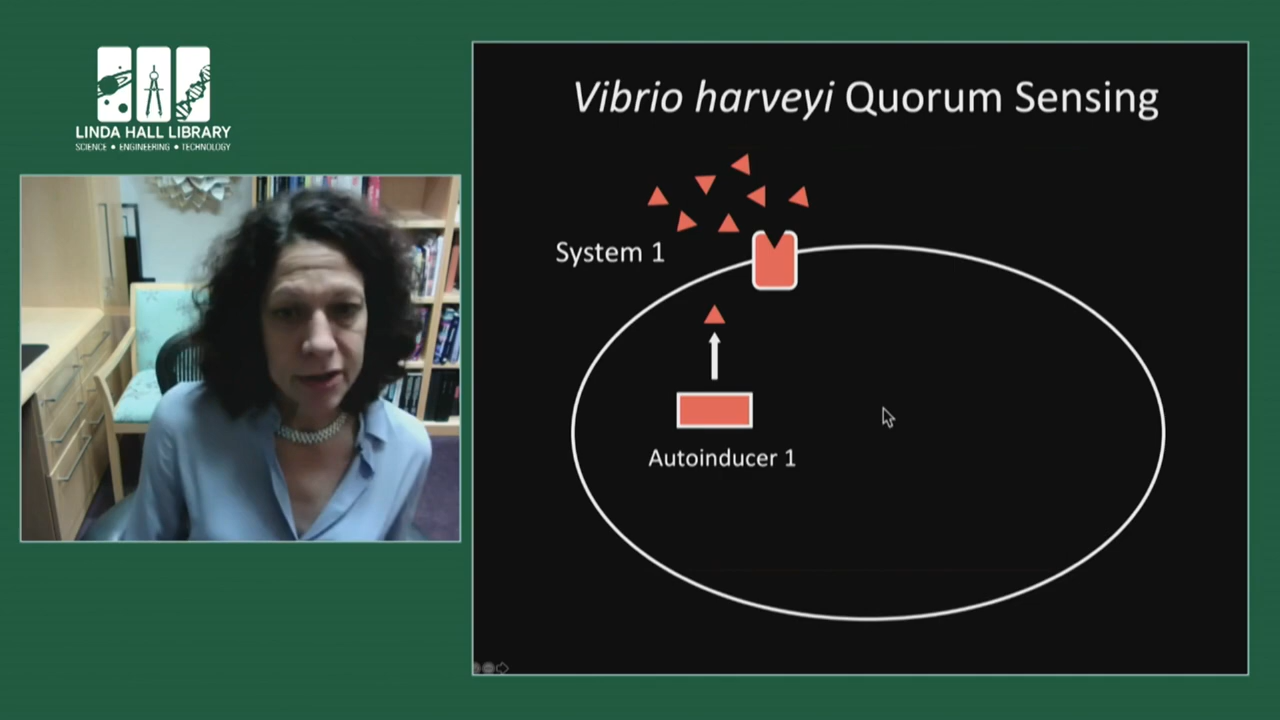 LINDA HALL LIBRARY
SCIENCE • ENGINEERING • TECHNOLOGY
Vibrio harveyi Quorum Sensing
System 1
Autoinducer 1